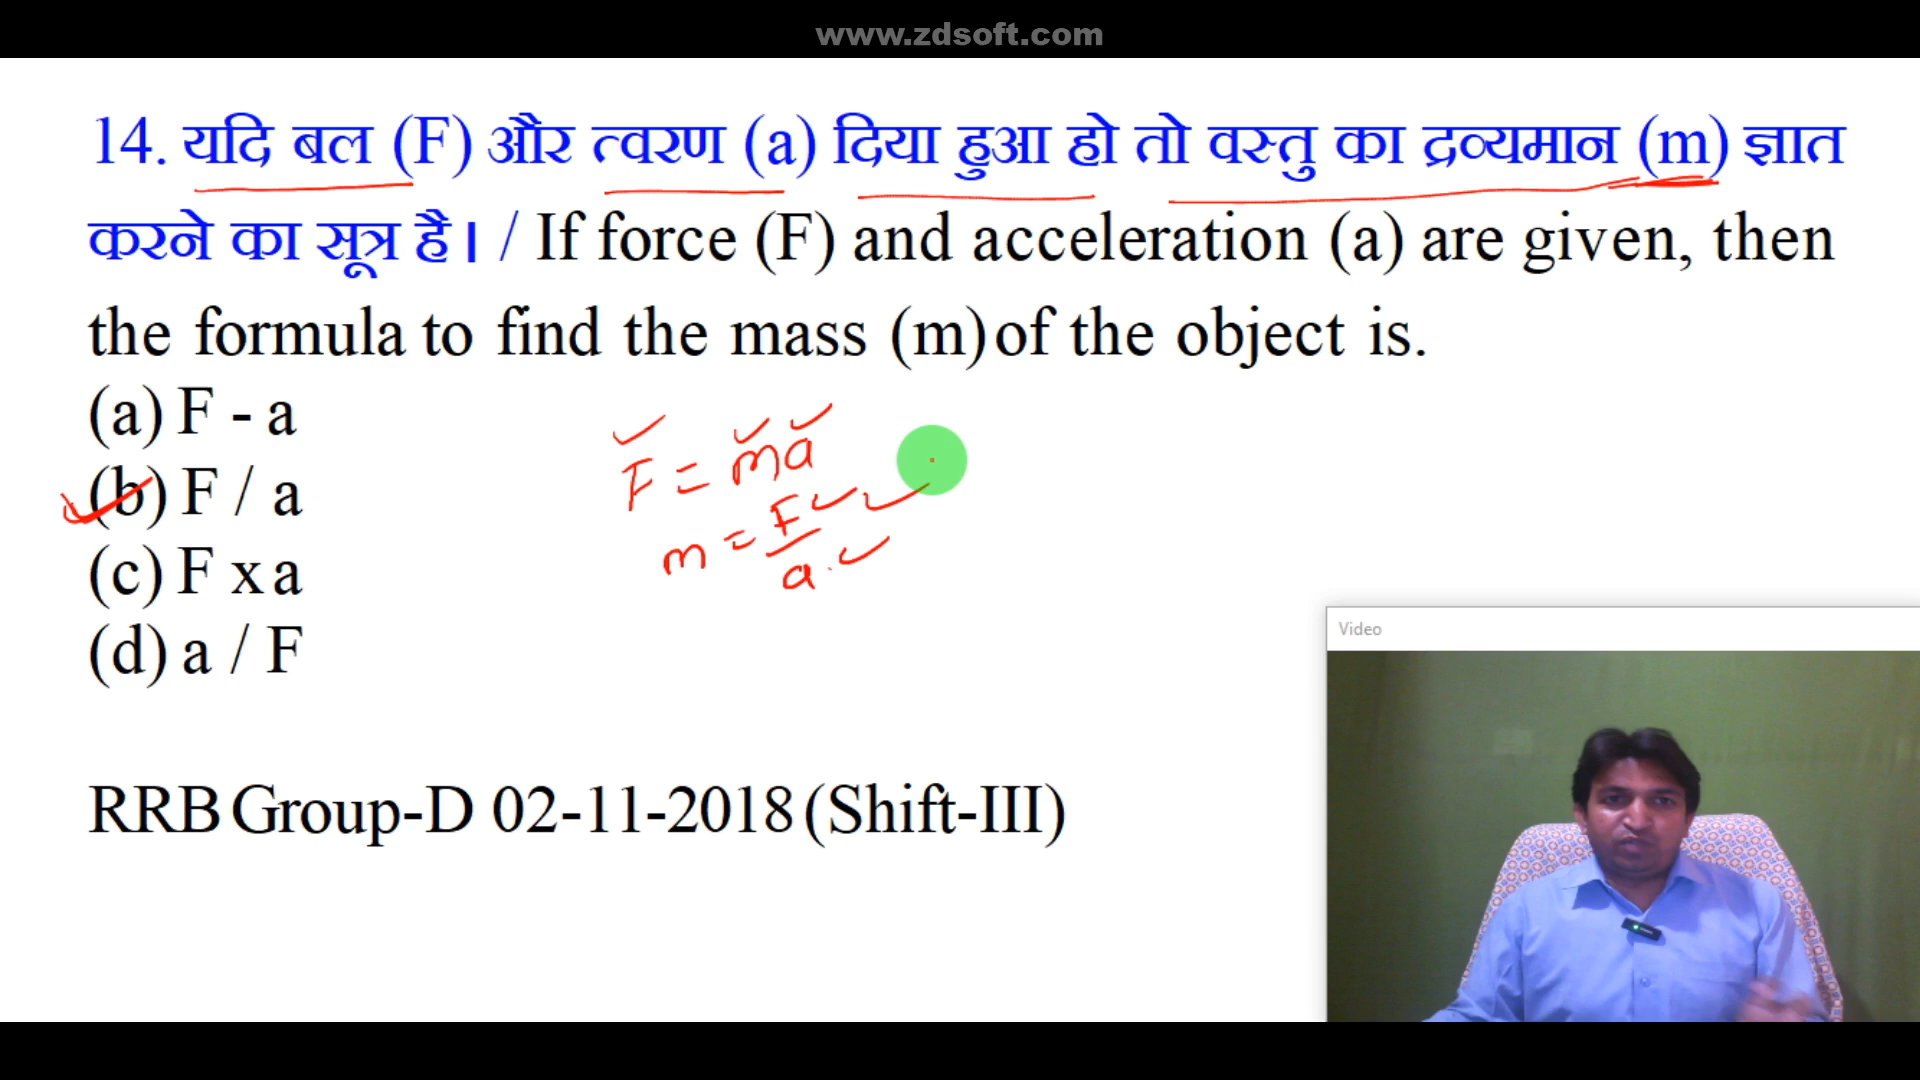 www.zdsoft.com
14. यदि बल (F) और त्वरण (a) दिया हुआ हो तो वस्तु का द्रव्यमान (m) ज्ञात
करने का सूत्र है। / If force (F) and acceleration (a) are given, then
the formula to find the mass (m) of the object is.
(a) F - a
(b) F / a
(c) F x a
(d) a / F
F = ma
m = F/a
RRB Group-D 02-11-2018 (Shift-III)
Video